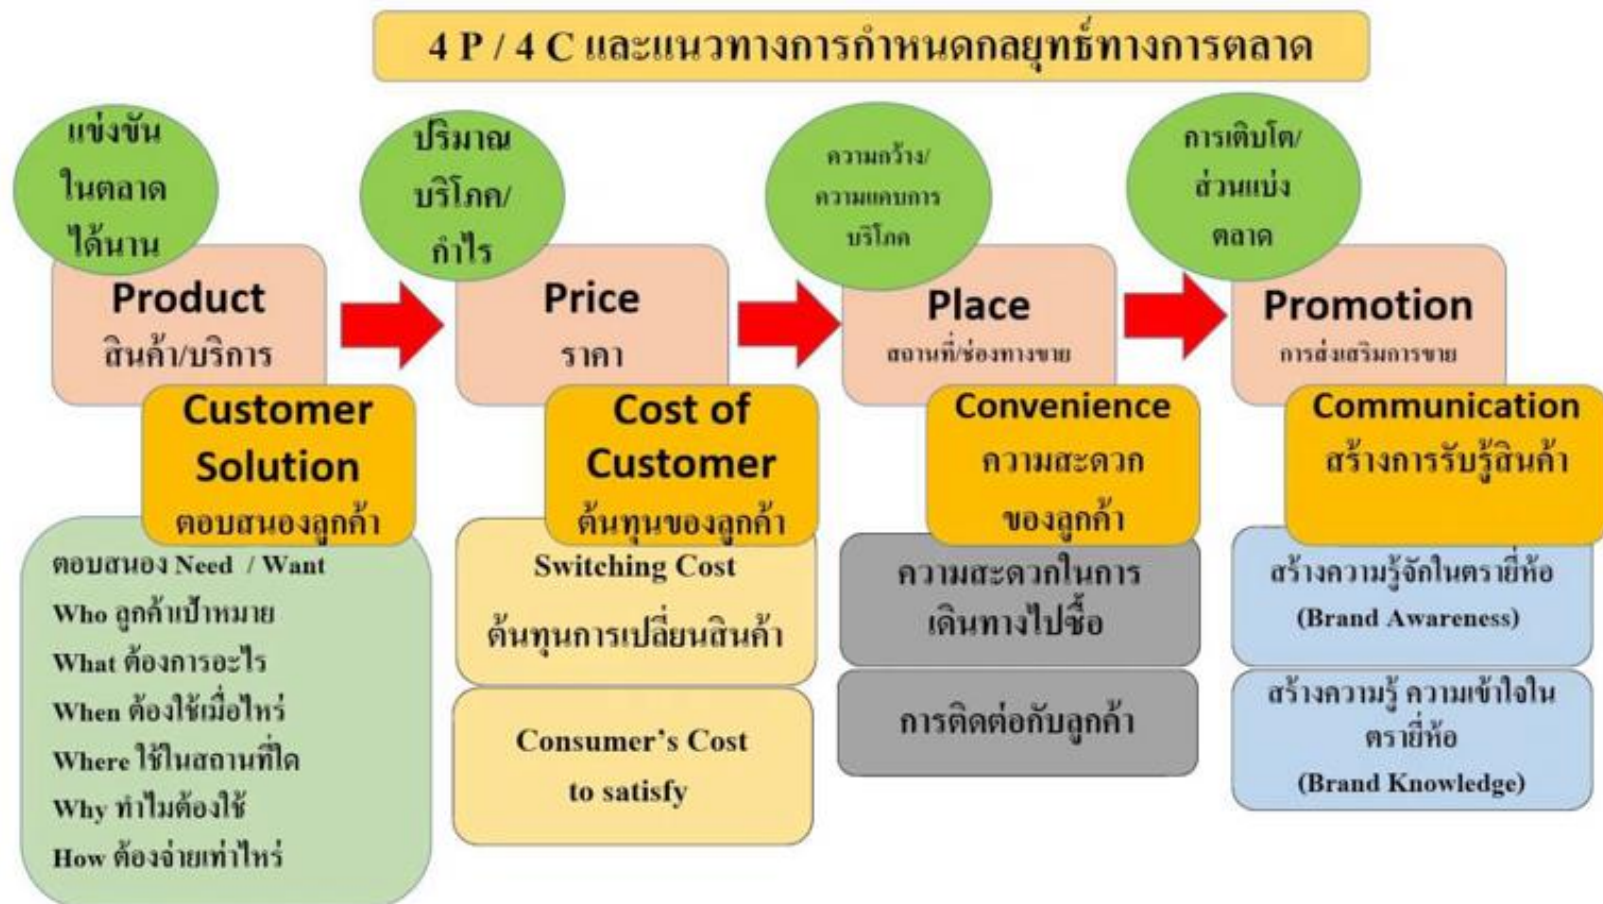 4 P / 4 C และแนวทางการกำหนดกลยุทธ์ทางการตลาด
แข่งขัน
ในตลาด
ได้นาน
Product
สินค้า/บริการ
Customer
Solution
ตอบสนองลูกค้า
ตอบสนอง Need / Want
Who ลูกค้าเป้าหมาย
What ต้องการอะไร
When ต้องใช้เมื่อไหร่
Where ใช้ในสถานที่ใด
Why ทำไมต้องใช้
How ต้องจ่ายเท่าไหร่
ปริมาณ
บริโภค/
กำไร
Price
ราคา
Cost of
Customer
ต้นทุนของลูกค้า
Switching Cost
ต้นทุนการเปลี่ยนสินค้า
Consumer’s Cost
to satisfy
ความกว้าง/
ความแคบการ
บริโภค
Place
สถานที่/ช่องทางขาย
Convenience
ความสะดวก
ของลูกค้า
ความสะดวกในการ
เดินทางไปซื้อ
การติดต่อกับลูกค้า
การเติบโต/
ส่วนแบ่ง
ตลาด
Promotion
การส่งเสริมการขาย
Communication
สร้างการรับรู้สินค้า
สร้างความรู้จักในตรายี่ห้อ
(Brand Awareness)
สร้างความรู้ ความเข้าใจใน
ตรายี่ห้อ
(Brand Knowledge)